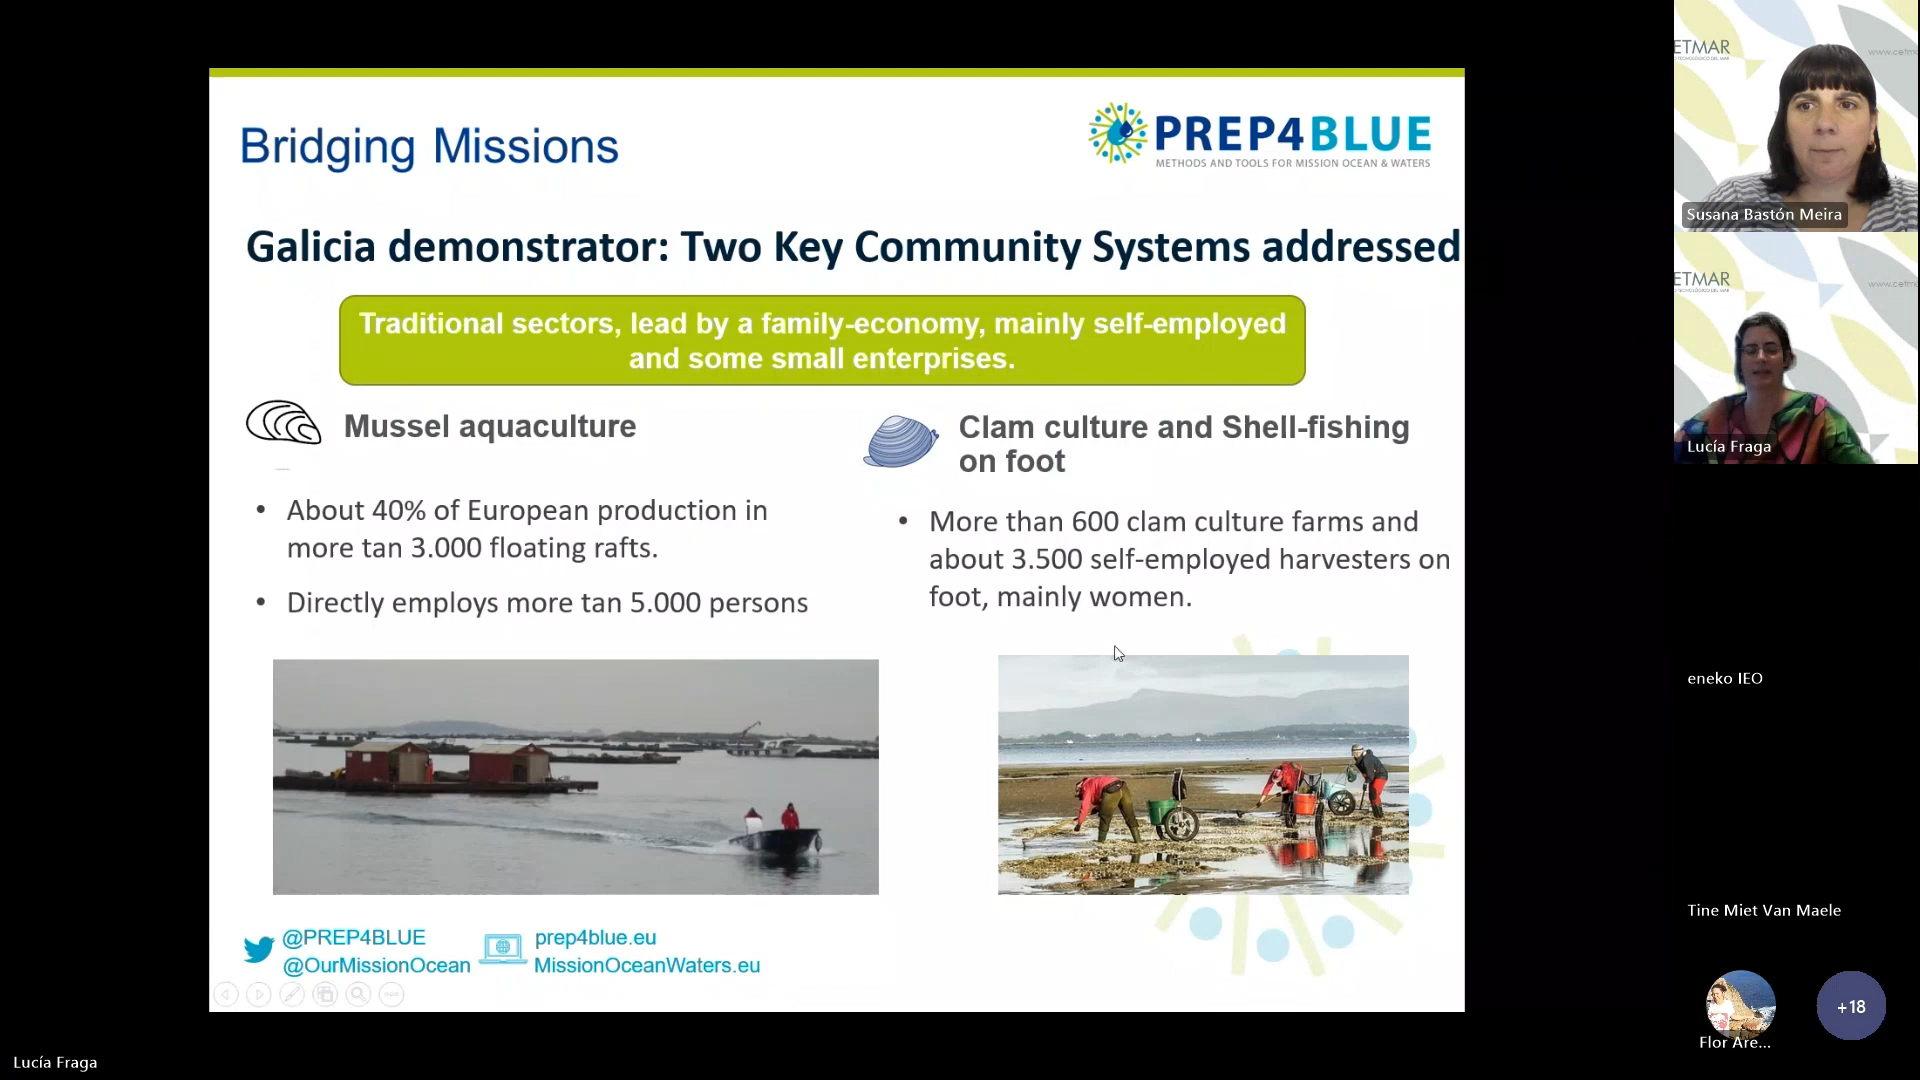 Bridging Missions
PREP4BLUE
METHODS AND TOOLS FOR MISSION OCEAN & WATERS
Galicia demonstrator: Two Key Community Systems addressed
Traditional sectors, lead by a family-economy, mainly self-employed
and some small enterprises.
Mussel aquaculture
• About 40% of European production in
more tan 3.000 floating rafts.
• Directly employs more tan 5.000 persons
Clam culture and Shell-fishing
on foot
• More than 600 clam culture farms and
about 3.500 self-employed harvesters on
foot, mainly women.
@PREP4BLUE
@OurMissionOcean
prep4blue.eu
MissionOceanWaters.eu
Lucía Fraga
ETMAR
Susana Bastón Meira
ETMAR
Lucía Fraga
eneko IEO
Tine Miet Van Maele
Flor Are...
+18